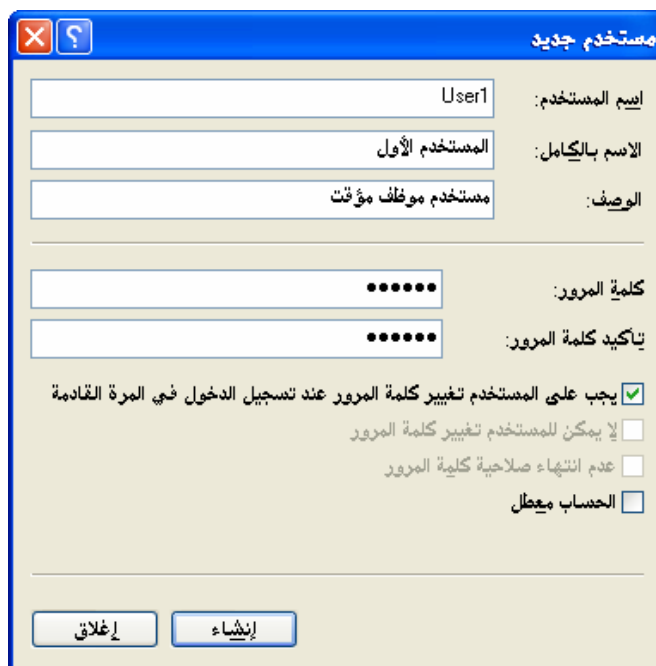 مستخدم جديد
اسم المستخدم: User1
الاسم بالكامل: المستخدم الأول
الوصف: مستخدم موظف مؤقت
كلمة المرور: ••••••
تأكيد كلمة المرور: ••••••
يجب على المستخدم تغيير كلمة المرور عند تسجيل الدخول في المرة القادمة
لا يمكن للمستخدم تغيير كلمة المرور
عدم انتهاء صلاحية كلمة المرور
الحساب معطل
إنشاء إغلاق